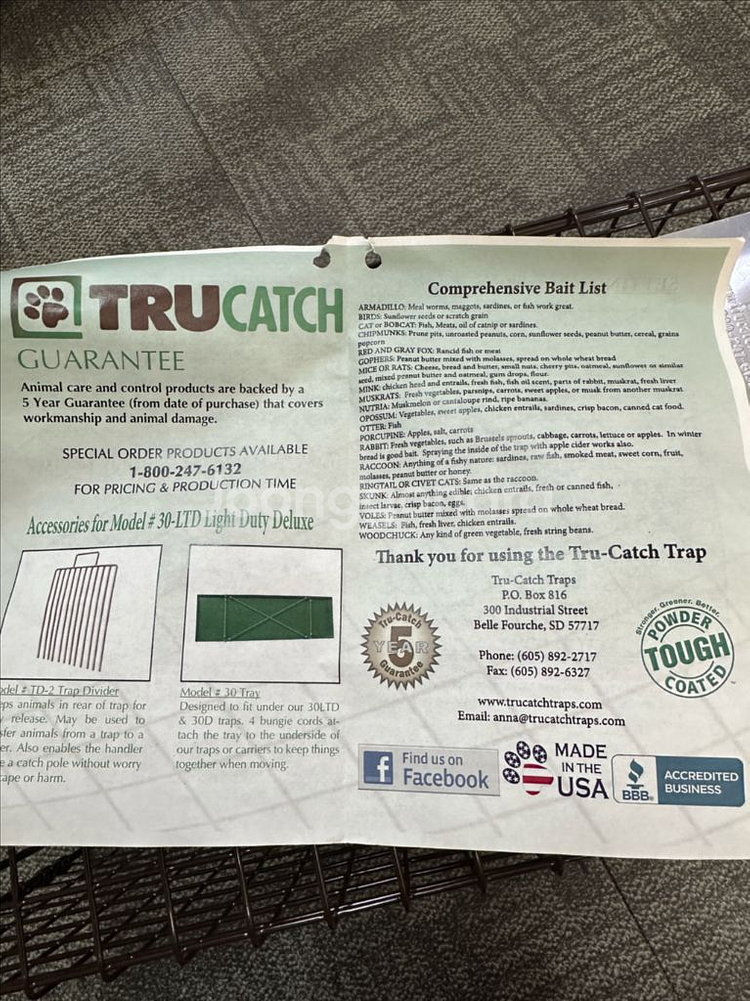 TRUCATCH
GUARANTEE
Animal care and control products are backed by a
5 Year Guarantee (from date of purchase) that covers
workmanship and animal damage.
SPECIAL ORDER PRODUCTS AVAILABLE
1-800-247-6132
FOR PRICING & PRODUCTION TIME
Accessories for Model # 30-LTD Light Duty Deluxe
# TD-2 Trap Divider
animals in rear of trap for
release. May be used to
animals from a trap to a
Also enables the handler
a catch pole without worry
or harm.
Model # 30 Tray
Designed to fit under our 30LTD
& 30D traps. 4 bungie cords at-
tach the tray to the underside of
our traps or carriers to keep things
together when moving.
Comprehensive Bait List
ARMADILLO: Meal worms, maggots, sardines, or fish work great.
BIRDS: Sunflower seeds or scratch grain
CAT or BOBCAT: Fish, Meats, oil of catnip or sardines.
CHIPMUNKS: Prune pits, unroasted peanuts, corn, sunflower seeds, peanut butter, cereal, grains
popcorn
RED AND GRAY FOX: Rancid fish or meat
GOPHERS: Peanut butter mixed with molasses, spread on whole wheat bread
MICE OR RATS: Cheese, bread and butter, small nuts, cherry pits, oatmeal, sunflower or similar
seed, mixed peanut butter and oatmeal, gum drops, flour.
MINK: chicken head and entrails, fresh fish, fish oil scent, parts of rabbit, muskrat, fresh liver
MUSKRATS: Fresh vegetables, parsnips, carrots, sweet apples, or musk from another muskrat
NUTRIA: Muskmelon or cantaloupe rind, ripe bananas.
OPOSSUM: Vegetables, sweet apples, chicken entrails, sardines, crisp bacon, canned cat food.
OTTER: Fish
PORCUPINE: Apples, salt, carrots
RABBIT: Fresh vegetables, such as Brussels sprouts, cabbage, carrots, lettuce or apples. In winter
bread is good bait. Spraying the inside of the trap with apple cider works also.
RACCOON: Anything of a fishy nature: sardines, raw fish, smoked meat, sweet corn, fruit,
molasses, peanut butter or honey.
RINGTAIL OR CIVET CATS: Same as the raccoon.
SKUNK: Almost anything edible; chicken entrails, fresh or canned fish,
insect larvae, crisp bacon, eggs.
VOLES: Peanut butter mixed with molasses spread on whole wheat bread.
WEASELS: Fish, fresh liver, chicken entrails.
WOODCHUCK: Any kind of green vegetable, fresh string beans.
Thank you for using the Tru-Catch Trap
Tru-Catch Traps
P.O. Box 816
300 Industrial Street
Belle Fourche, SD 57717
Phone: (605) 892-2717
Fax: (605) 892-6327
www.trucatchtraps.com
Email: anna@trucatchtraps.com
Tru-Catch
5
YEAR
Guarantee
Stronger. Greener. Better.
POWDER
TOUGH
COATED
f Find us on
Facebook
MADE
IN THE
USA
BBB
ACCREDITED
BUSINESS